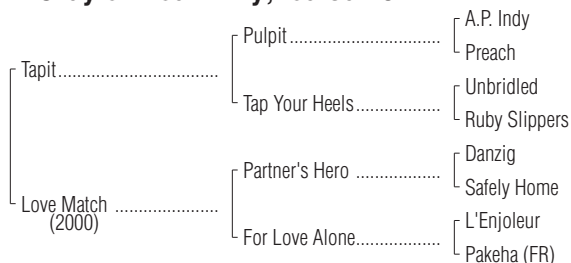 A.P. Indy
Pulpit
Preach
Tapit
Unbridled
Tap Your Heels
Ruby Slippers
Danzig
Partner's Hero
Safely Home
Love Match
(2000)
L'Enjoleur
For Love Alone
Pakeha (FR)